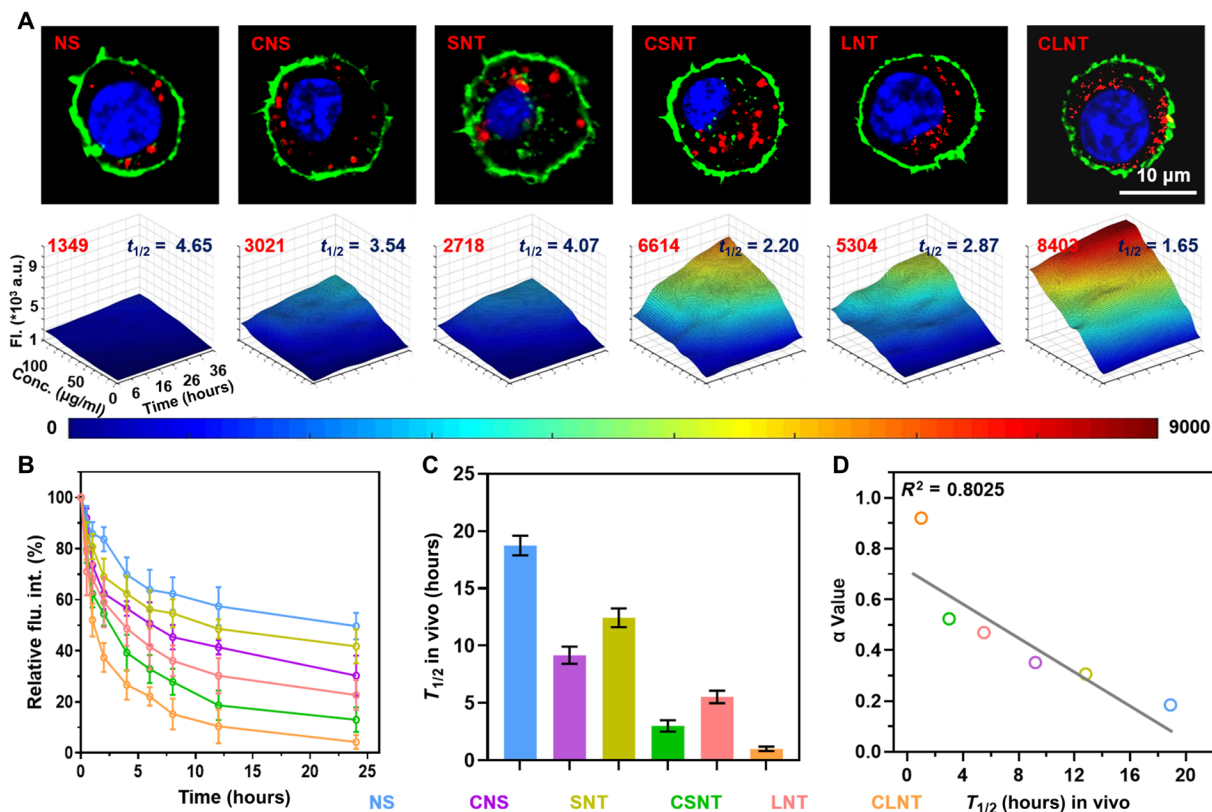 A
NS
CNS
SNT
CSNT
LNT
CLNT
10 µm
1349
t1/2 = 4.65
3021
t1/2 = 3.54
2718
t1/2 = 4.07
6614
t1/2 = 2.20
5304
t1/2 = 2.87
8403
t1/2 = 1.65
Fl. (*10³ a.u.)
9
5
3
1
100
50
0
Conc. (µg/ml)
6
16
26
36
Time (hours)
0
9000
B
Relative flu. int. (%)
100
80
60
40
20
0
0
5
10
15
20
25
Time (hours)
C
T1/2 in vivo (hours)
25
20
15
10
5
0
D
R² = 0.8025
α Value
1.0
0.8
0.6
0.4
0.2
0.0
0
4
8
12
16
20
T1/2 (hours) in vivo
NS
CNS
SNT
CSNT
LNT
CLNT